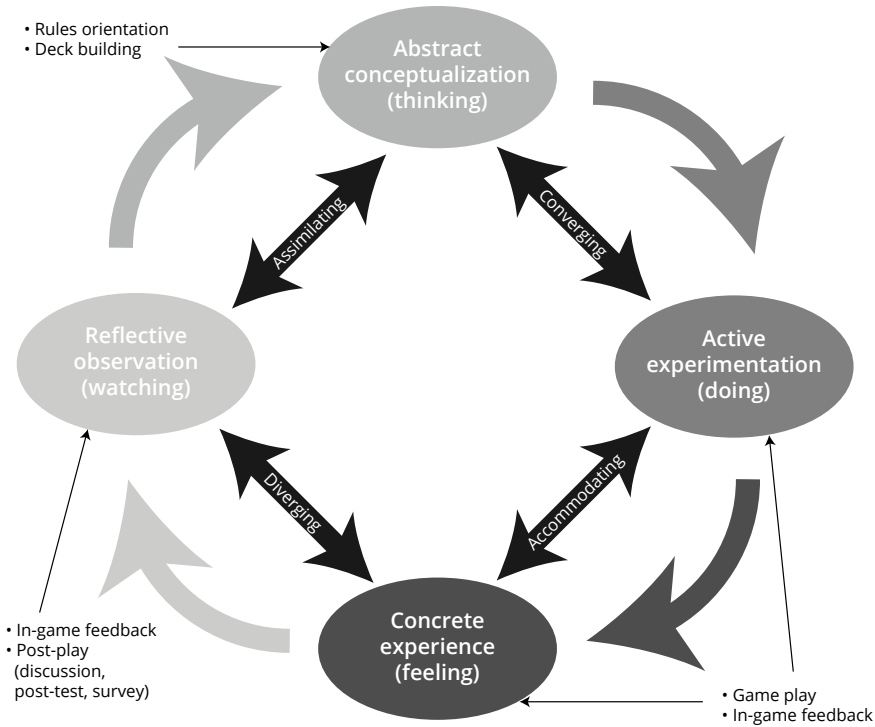 • Rules orientation
• Deck building
Abstract
conceptualization
(thinking)
Assimilating
Converging
Reflective
observation
(watching)
Active
experimentation
(doing)
Diverging
Accommodating
Concrete
experience
(feeling)
• In-game feedback
• Post-play
(discussion,
post-test, survey)
• Game play
• In-game feedback